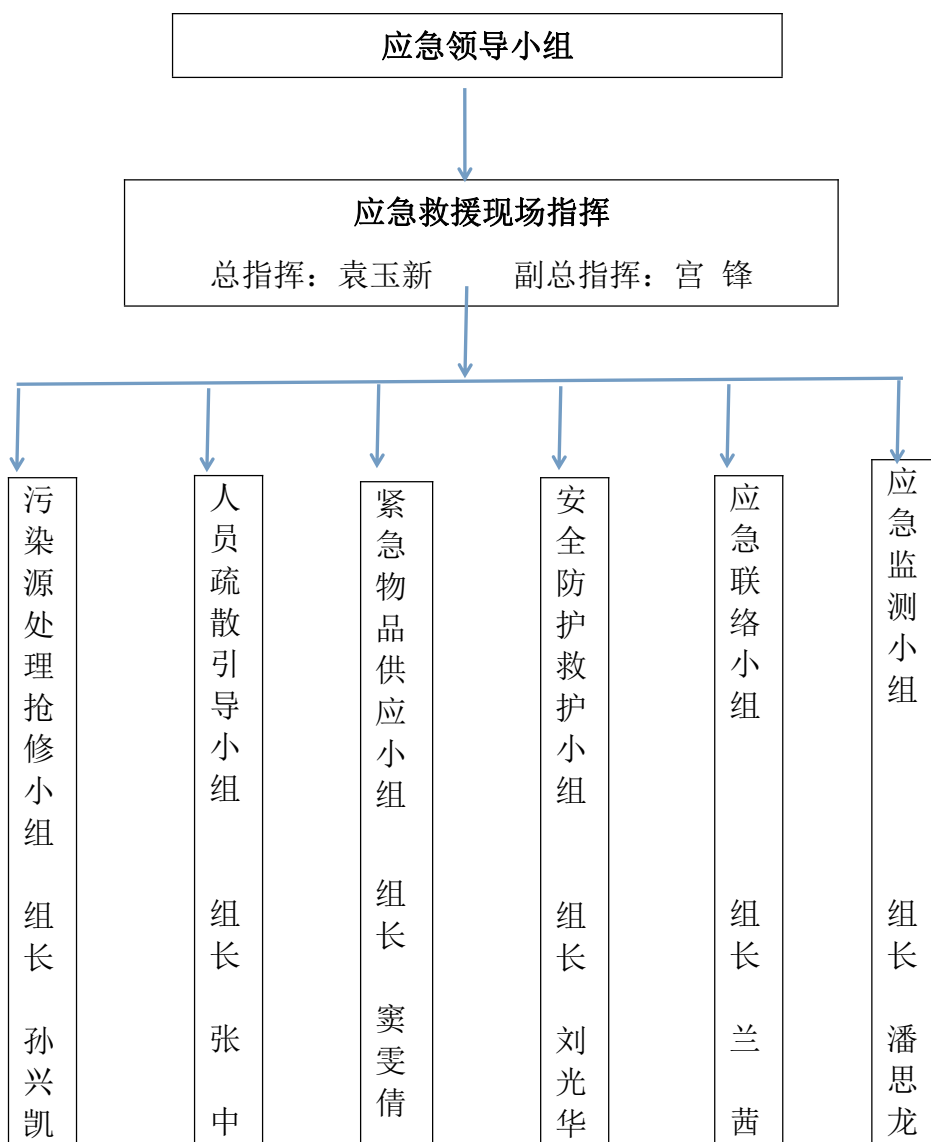 应急领导小组
应急救援现场指挥
总指挥：袁玉新 副总指挥：宫 锋
污染源处理抢修小组 组长 孙兴凯
人员疏散引导小组 组长 张 中
紧急物品供应小组 组长 窦雯倩
安全防护救护小组 组长 刘光华
应急联络小组 组长 兰 茜
应急监测小组 组长 潘思龙